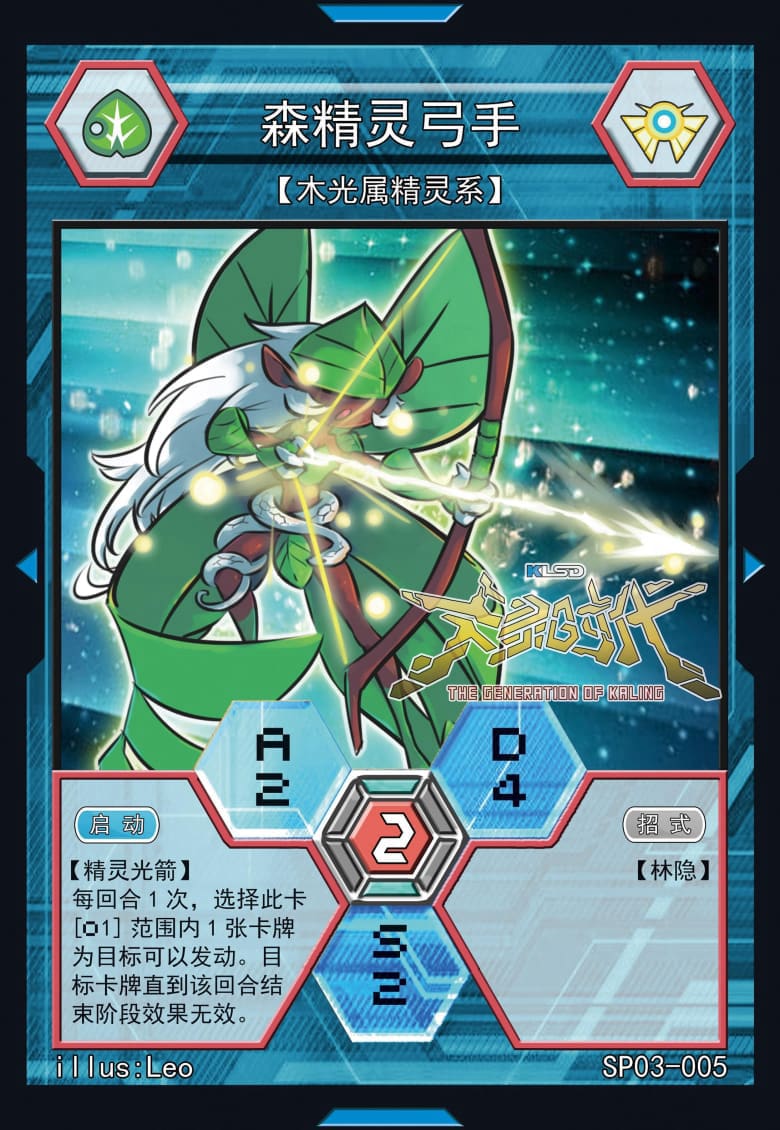 森精灵弓手
【木光属精灵系】
KLSD
THE GENERATION OF KALING
A
2
D
4
2
S
2
启动
【精灵光箭】
每回合1次，选择此卡
[O1]范围内1张卡牌
为目标可以发动。目
标卡牌直到该回合结
束阶段效果无效。
招式
【林隐】
illus:Leo
SP03-005